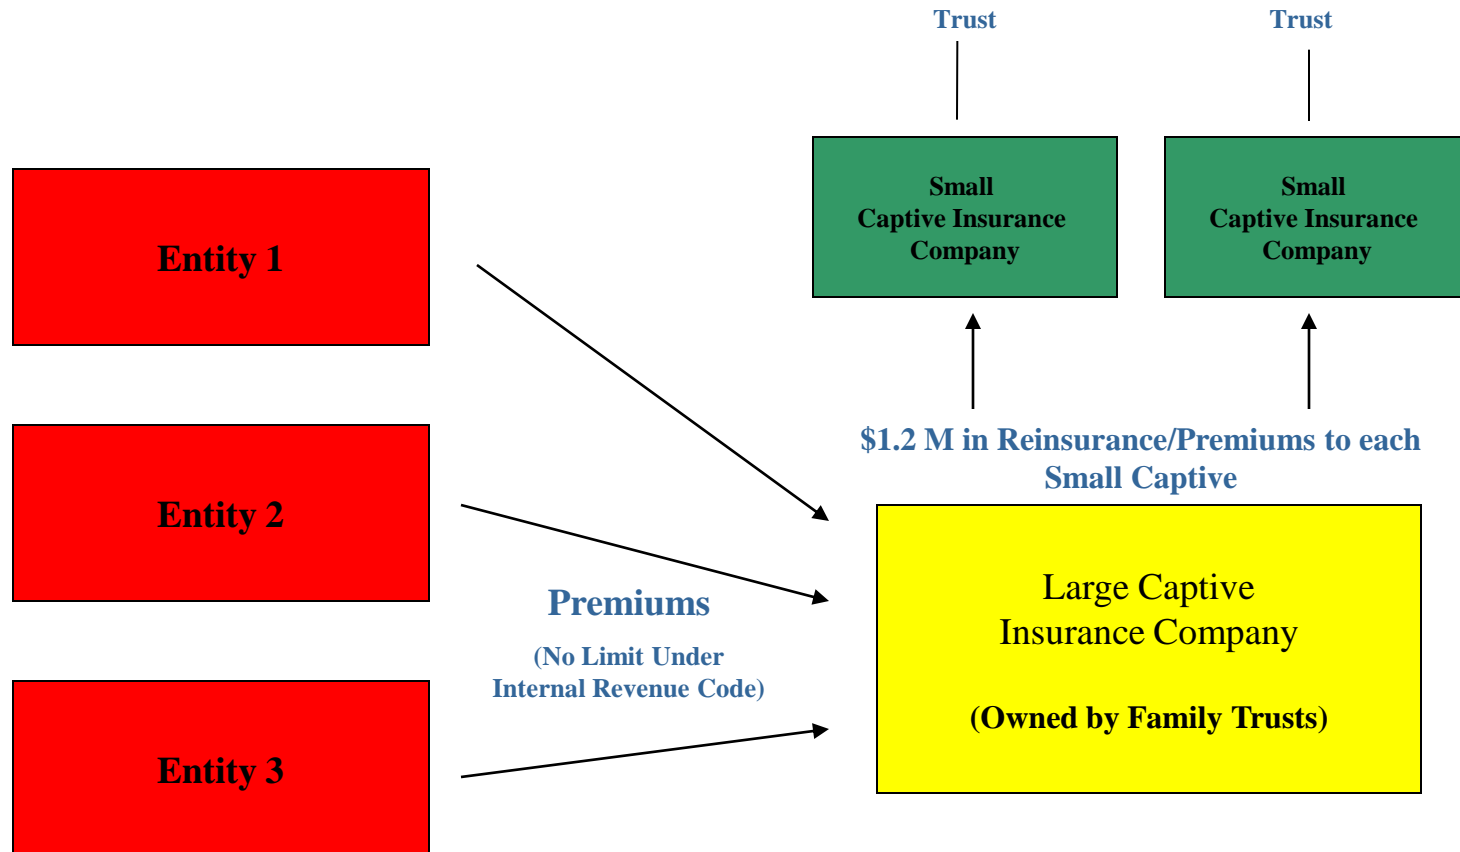 Trust
Trust
Small
Captive Insurance
Company
Small
Captive Insurance
Company
Entity 1
$1.2 M in Reinsurance/Premiums to each
Small Captive
Entity 2
Premiums
(No Limit Under
Internal Revenue Code)
Large Captive
Insurance Company
(Owned by Family Trusts)
Entity 3